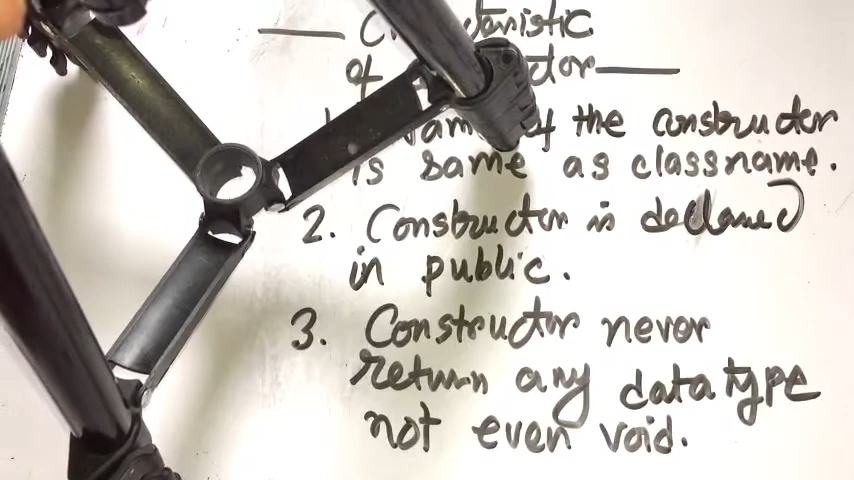 of
of the constructor
is same as classname.
2. Constructor is declared
in public.
3. Constructor never
return any datatype
not even void.